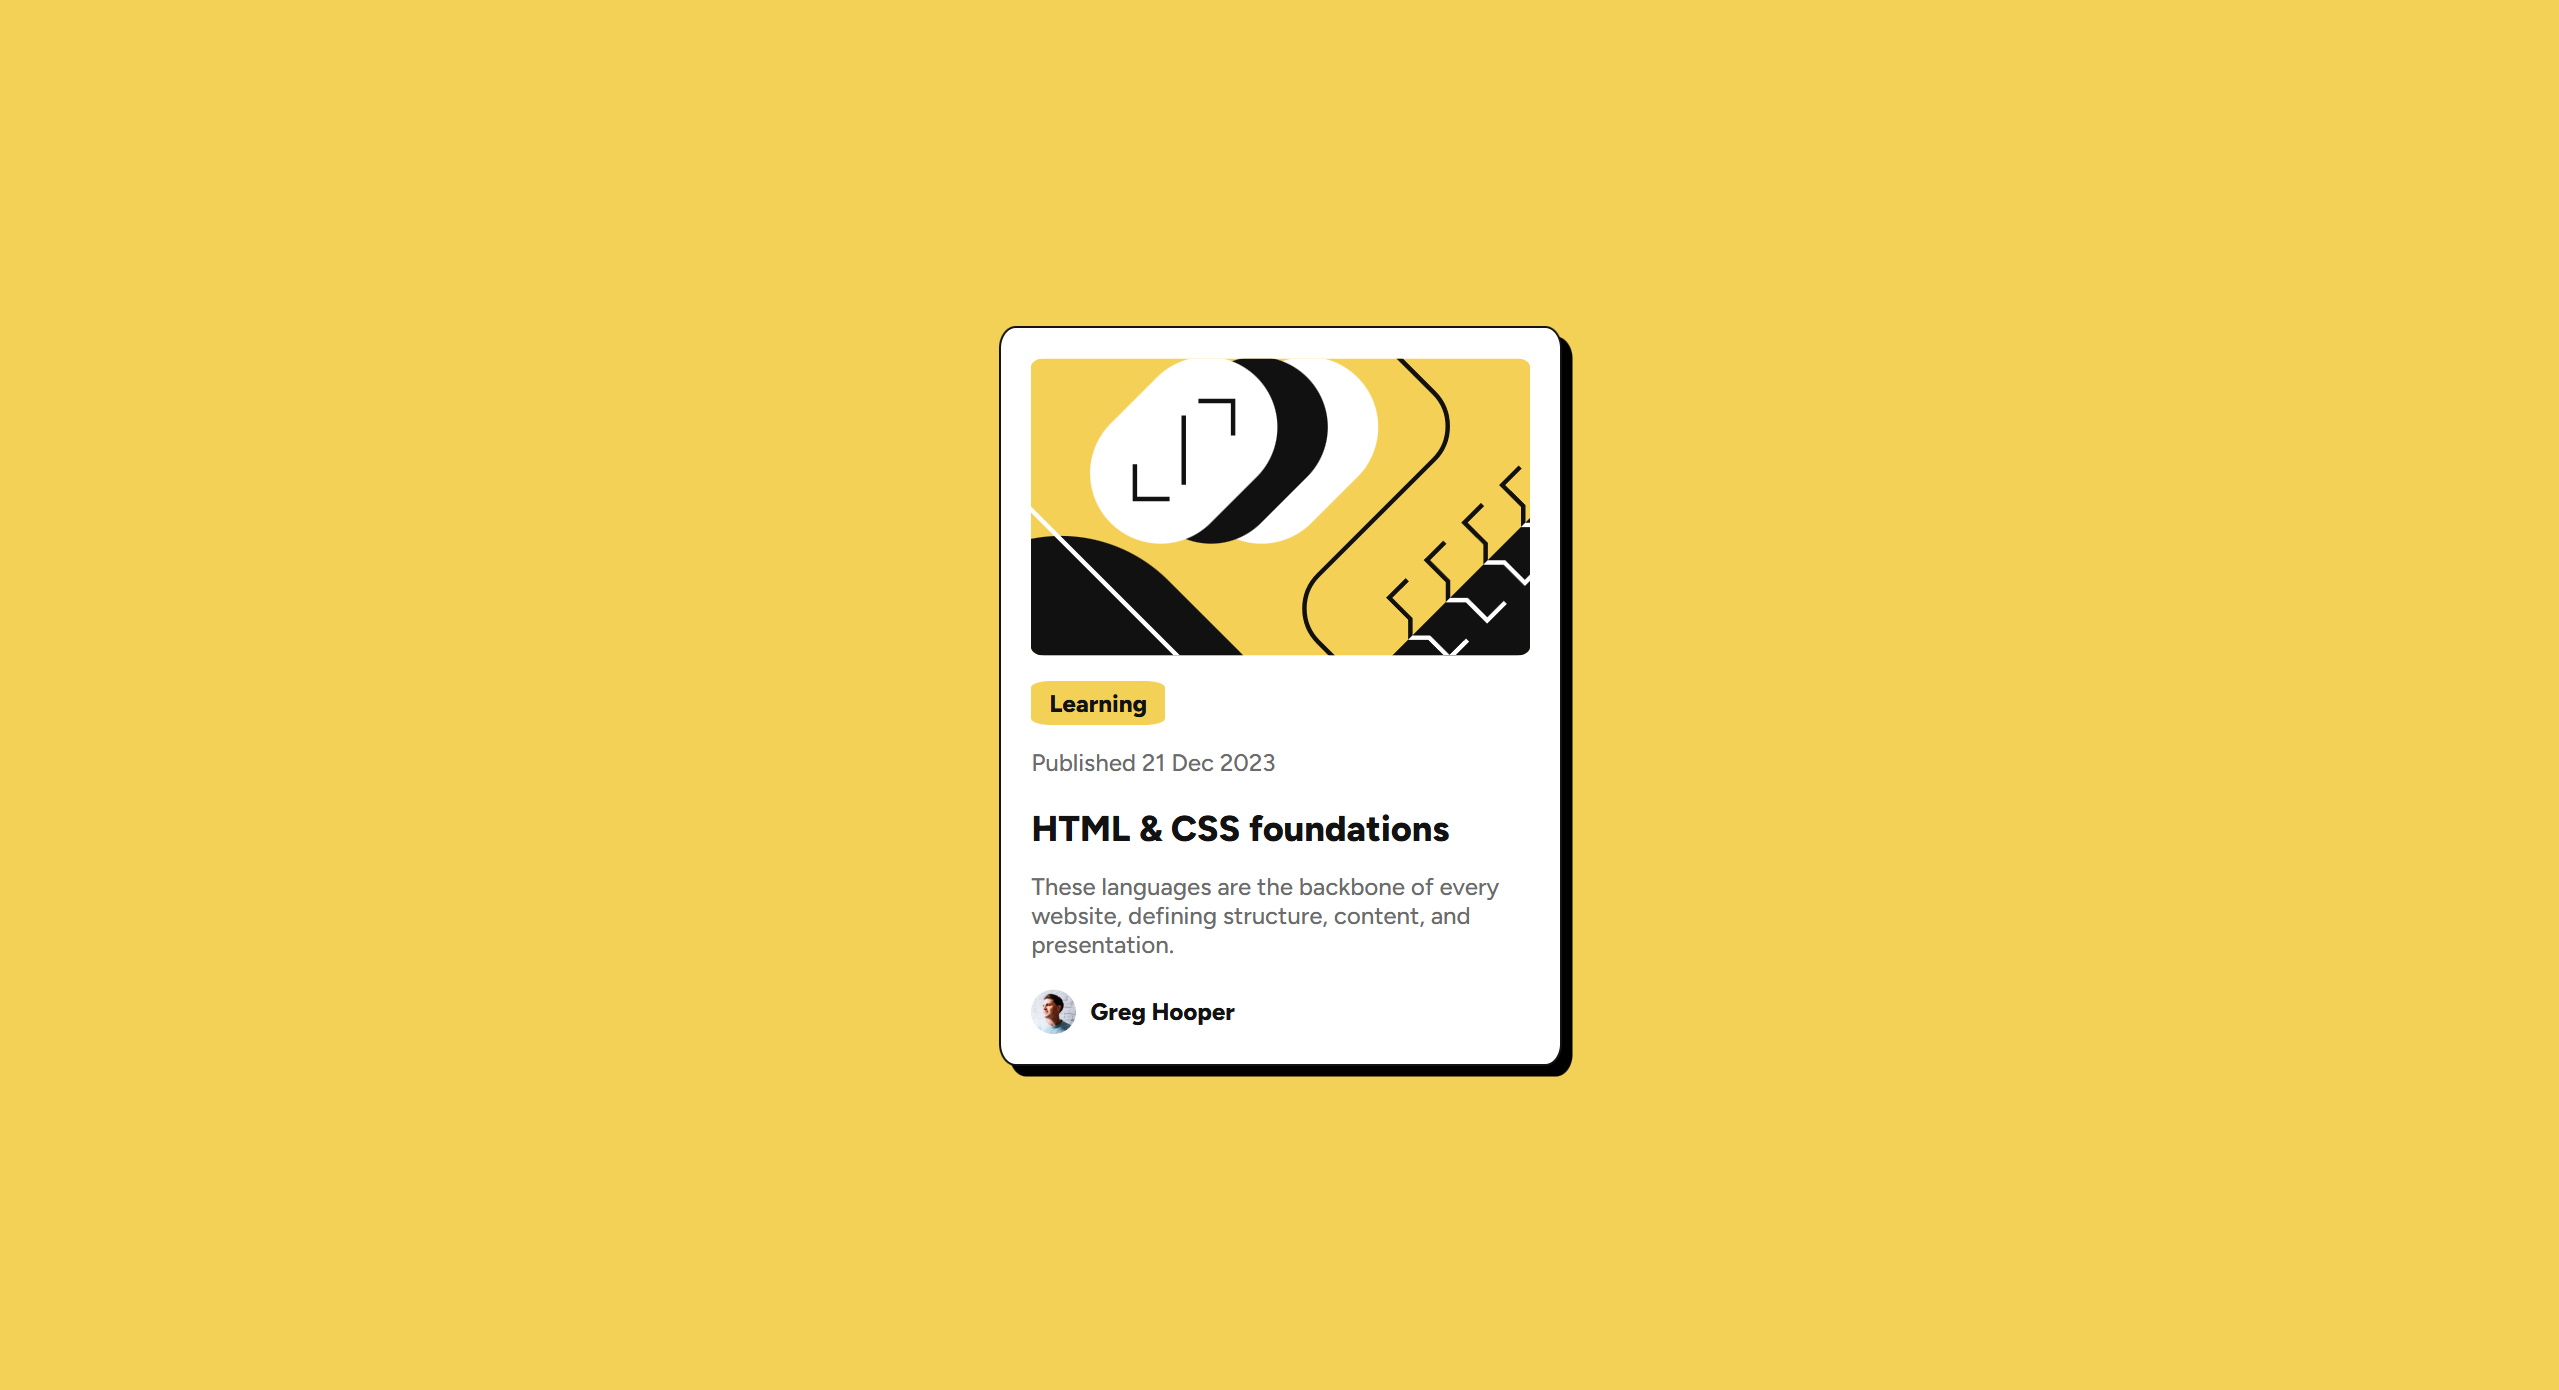 Learning
Published 21 Dec 2023
HTML & CSS foundations
These languages are the backbone of every
website, defining structure, content, and
presentation.
Greg Hooper